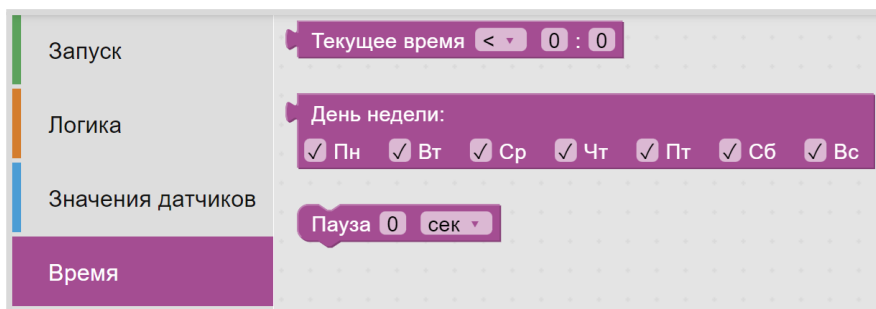 Запуск
Логика
Значения датчиков
Время
Текущее время < 0 : 0
День недели:
✓ Пн ✓ Вт ✓ Ср ✓ Чт ✓ Пт ✓ Сб ✓ Вс
Пауза 0 сек